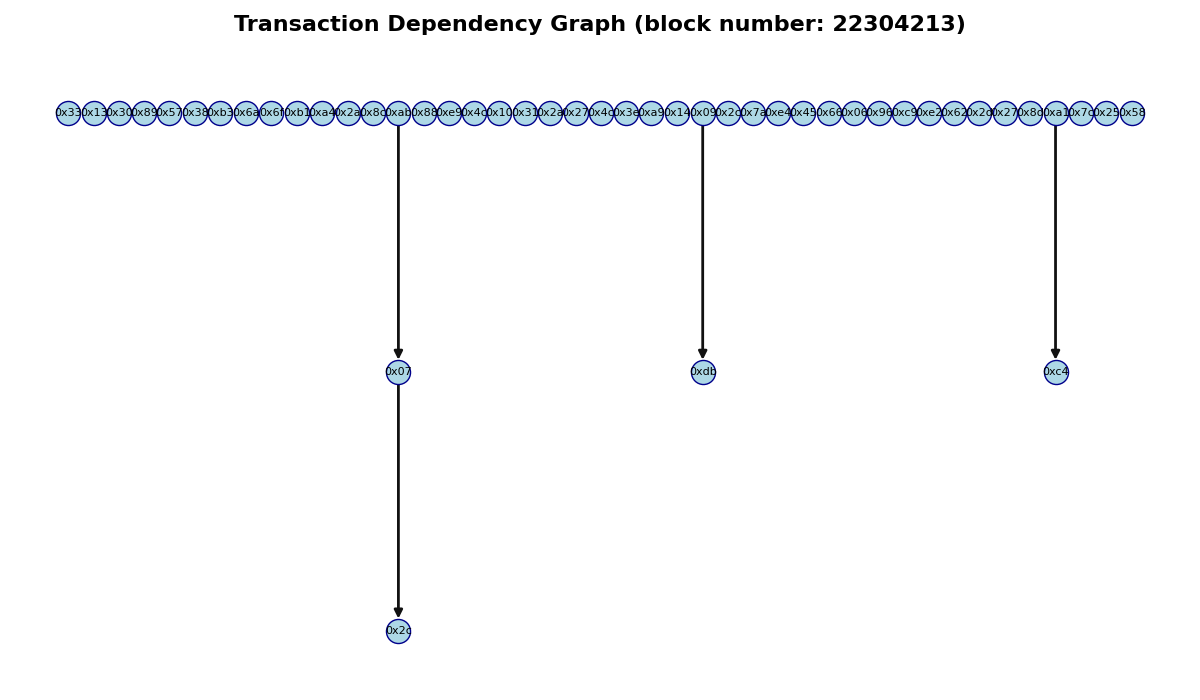 Transaction Dependency Graph (block number: 22304213)
0x33 0x13 0x30 0x89 0x57 0x38 0xb3 0x6a 0x6f 0xb1 0xa4 0x2a 0x8c 0xab 0x88 0xe9 0x4c 0x10 0x31 0x2a 0x27 0x4c 0x3e 0xa9 0x14 0x09 0x2c 0x7a 0xe4 0x45 0x66 0x06 0x96 0xc9 0xe2 0x62 0x2d 0x27 0x8d 0xa1 0x7c 0x25 0x58
0x07 0xdb 0xc4
0x2c